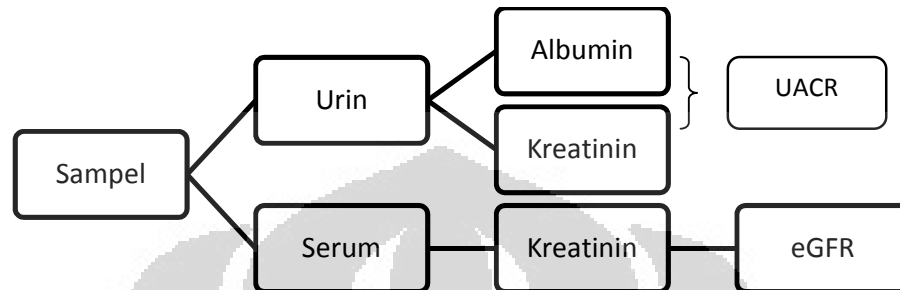 Albumin
UACR
Urin
Kreatinin
Sampel
Serum
Kreatinin
eGFR